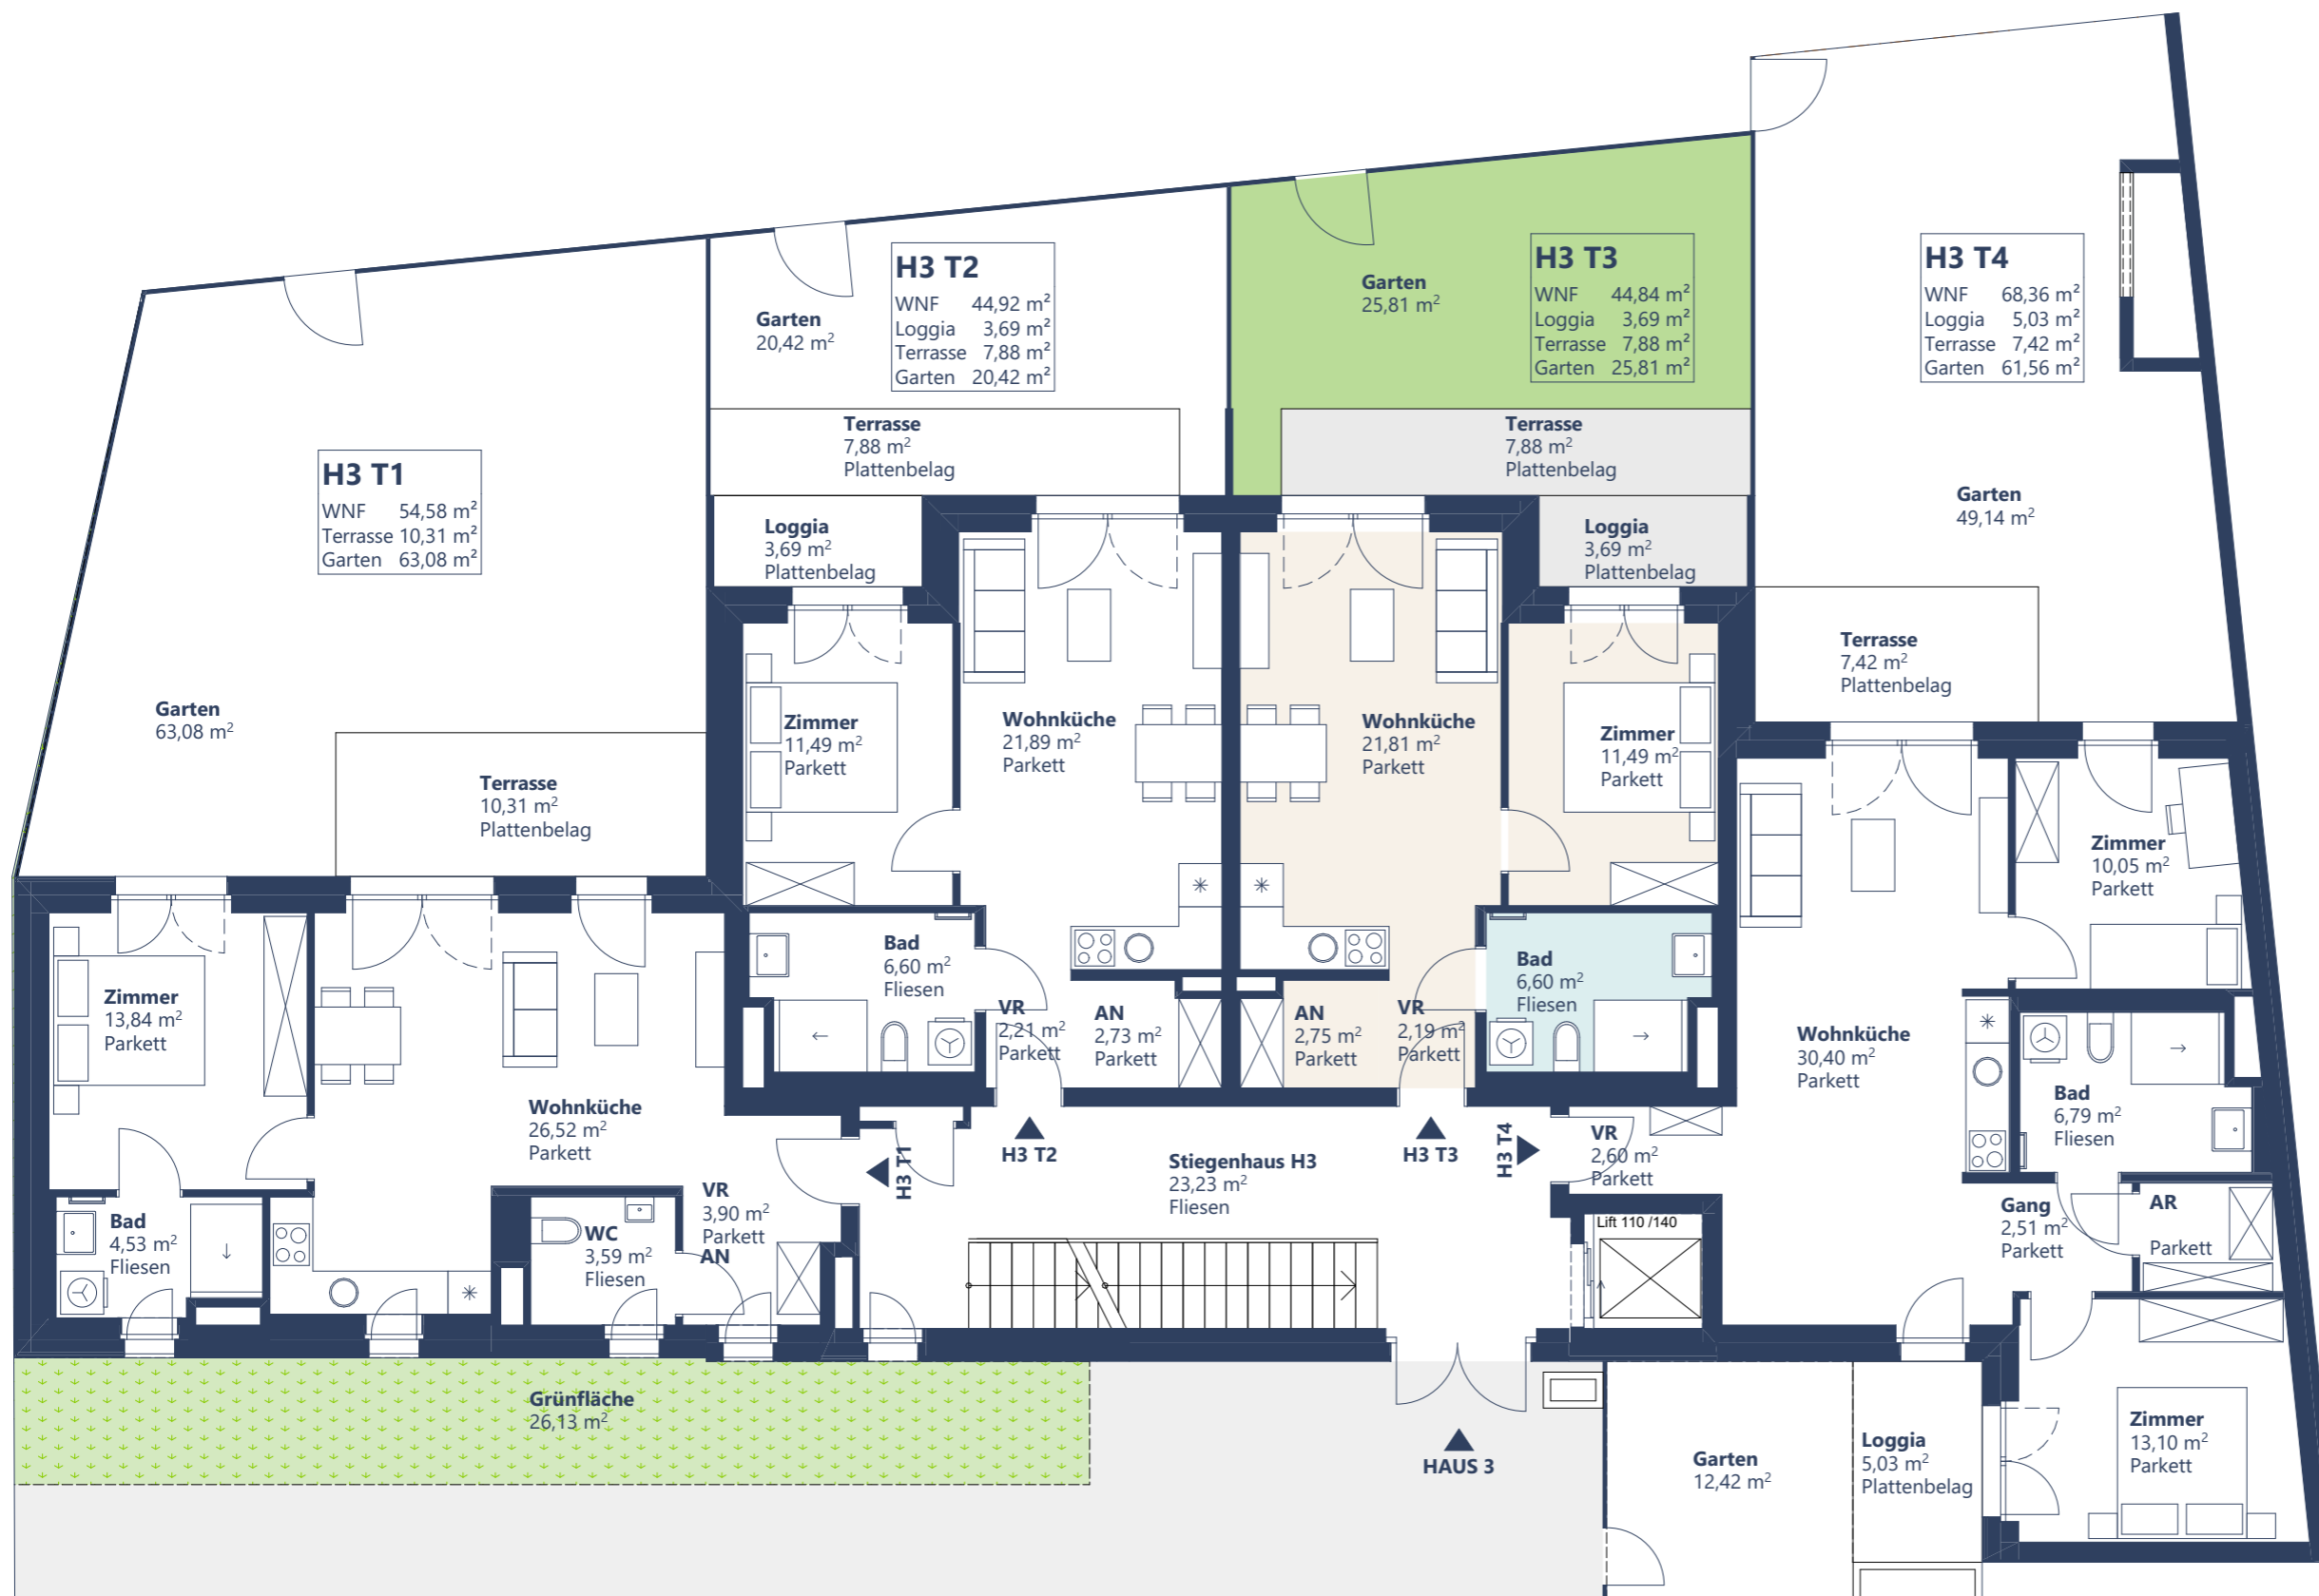 H3 T1
WNF 54,58 m²
Terrasse 10,31 m²
Garten 63,08 m²
H3 T2
WNF 44,92 m²
Loggia 3,69 m²
Terrasse 7,88 m²
Garten 20,42 m²
H3 T3
WNF 44,84 m²
Loggia 3,69 m²
Terrasse 7,88 m²
Garten 25,81 m²
H3 T4
WNF 68,36 m²
Loggia 5,03 m²
Terrasse 7,42 m²
Garten 61,56 m²
Garten
20,42 m²
Garten
25,81 m²
Terrasse
7,88 m²
Plattenbelag
Terrasse
7,88 m²
Plattenbelag
Garten
49,14 m²
Loggia
3,69 m²
Plattenbelag
Loggia
3,69 m²
Plattenbelag
Terrasse
7,42 m²
Plattenbelag
Garten
63,08 m²
Terrasse
10,31 m²
Plattenbelag
Zimmer
11,49 m²
Parkett
Wohnküche
21,89 m²
Parkett
Wohnküche
21,81 m²
Parkett
Zimmer
11,49 m²
Parkett
Zimmer
10,05 m²
Parkett
Bad
6,60 m²
Fliesen
Bad
6,60 m²
Fliesen
Zimmer
13,84 m²
Parkett
VR
2,21 m²
Parkett
AN
2,73 m²
Parkett
AN
2,75 m²
Parkett
VR
2,19 m²
Parkett
Wohnküche
30,40 m²
Parkett
Wohnküche
26,52 m²
Parkett
Bad
6,79 m²
Fliesen
H3 T1
H3 T2
Stiegenhaus H3
23,23 m²
Fliesen
H3 T3
H3 T4
VR
2,60 m²
Parkett
Bad
4,53 m²
Fliesen
WC
3,59 m²
Fliesen
VR
3,90 m²
Parkett
AN
Lift 110 /140
Gang
2,51 m²
Parkett
AR
Parkett
Grünfläche
26,13 m²
HAUS 3
Garten
12,42 m²
Loggia
5,03 m²
Plattenbelag
Zimmer
13,10 m²
Parkett